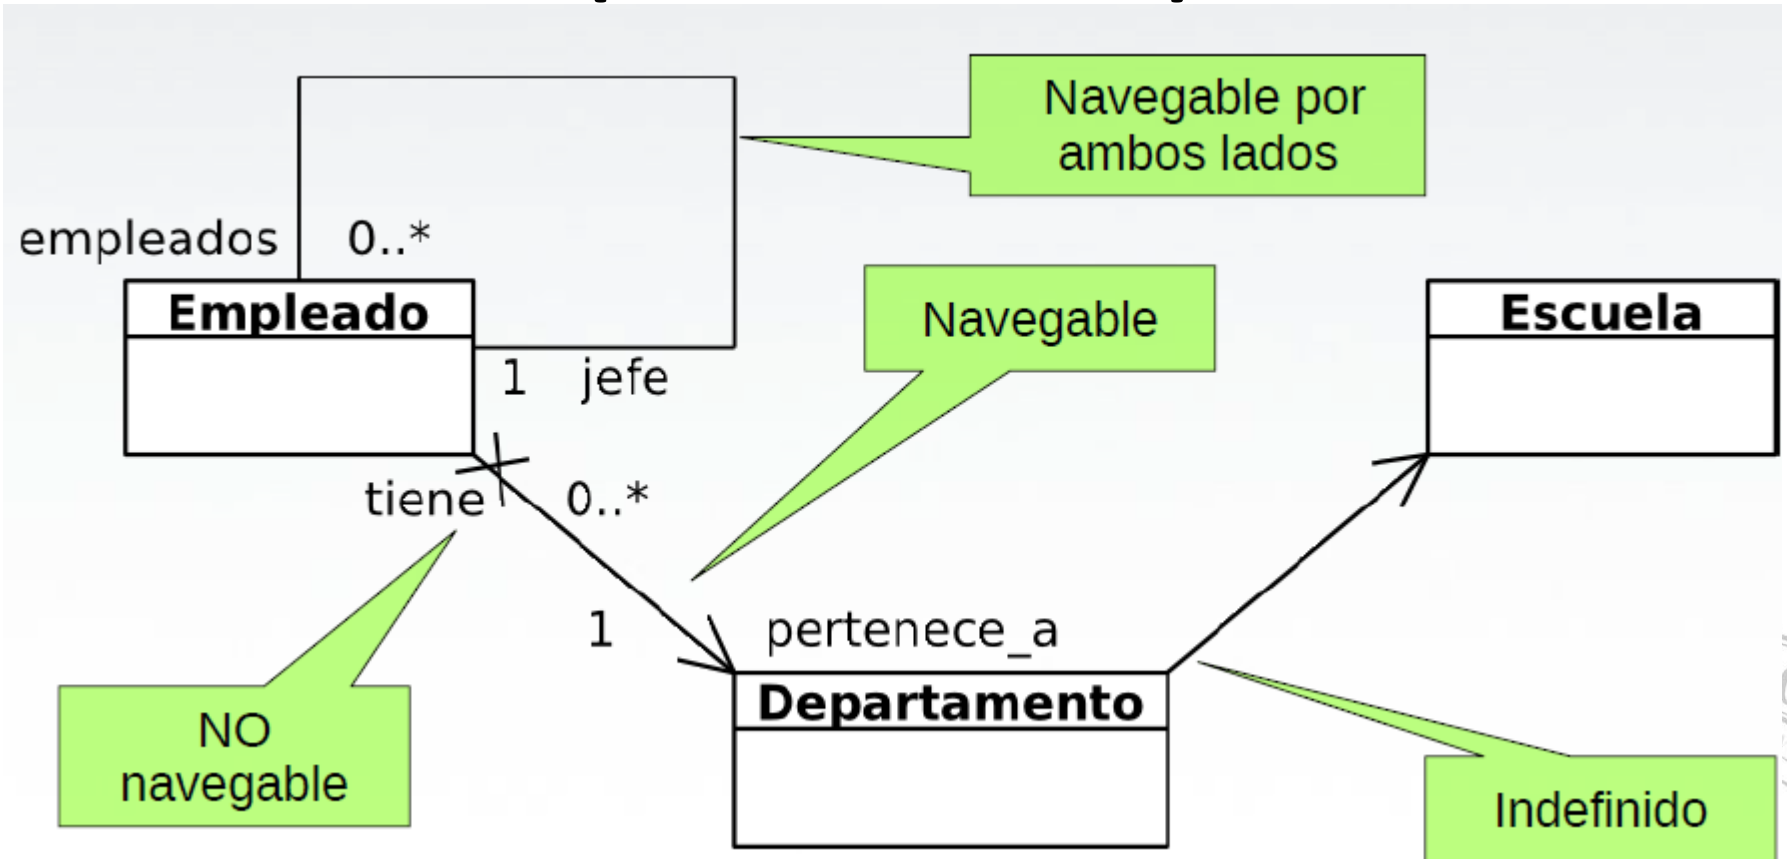 Navegable por
ambos lados
empleados 0..*
Empleado
Navegable
Escuela
1 jefe
tiene 0..*
1 pertenece_a
Departamento
NO
navegable
Indefinido